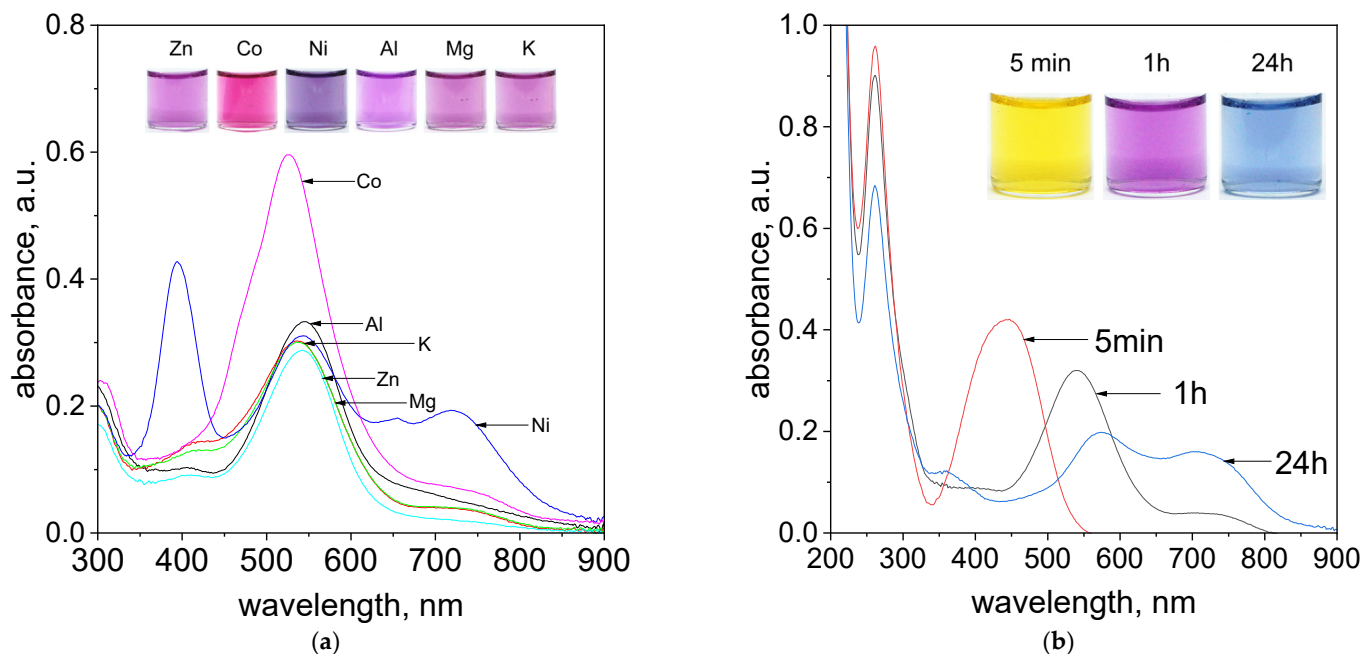 0.8
0.6
0.4
0.2
0.0
absorbance, a.u.
Zn Co Ni Al Mg K
Co
Al
K
Zn
Mg
Ni
300 400 500 600 700 800 900
wavelength, nm
(a)
1.0
0.8
0.6
0.4
0.2
0.0
absorbance, a.u.
5 min 1h 24h
5min
1h
24h
200 300 400 500 600 700 800 900
wavelength, nm
(b)